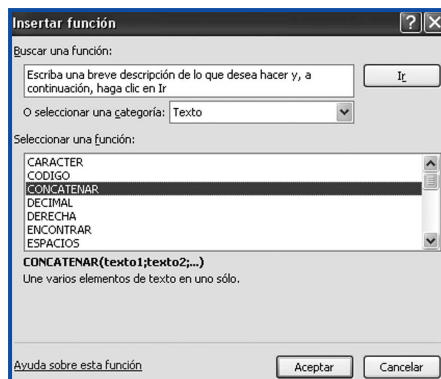 Insertar función
Buscar una función:
Escriba una breve descripción de lo que desea hacer y, a
continuación, haga clic en Ir
Ir
O seleccionar una categoría: Texto
Seleccionar una función:
CARACTER
CODIGO
CONCATENAR
DECIMAL
DERECHA
ENCONTRAR
ESPACIOS
CONCATENAR(texto1;texto2;...)
Une varios elementos de texto en uno sólo.
Ayuda sobre esta función
Aceptar
Cancelar